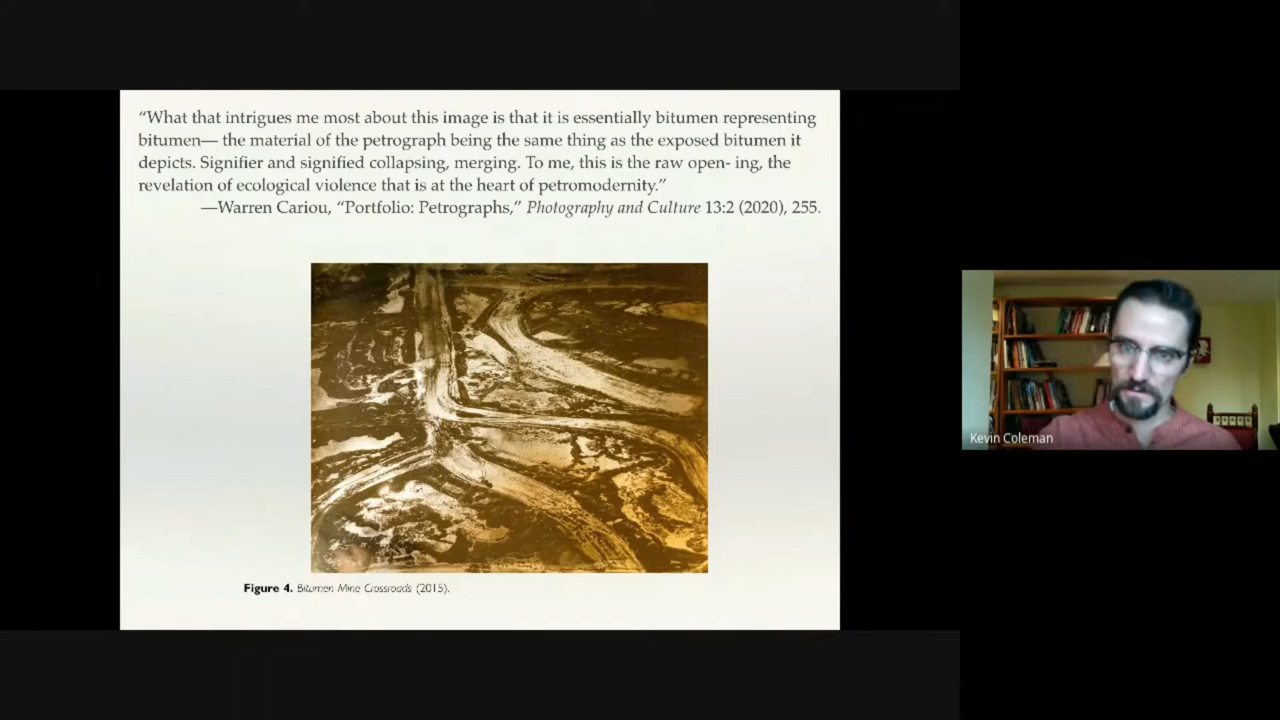 “What that intrigues me most about this image is that it is essentially bitumen representing
bitumen— the material of the petrograph being the same thing as the exposed bitumen it
depicts. Signifier and signified collapsing, merging. To me, this is the raw open- ing, the
revelation of ecological violence that is at the heart of petromodernity.”
—Warren Cariou, “Portfolio: Petrographs,” Photography and Culture 13:2 (2020), 255.
Figure 4. Bitumen Mine Crossroads (2015).
Kevin Coleman